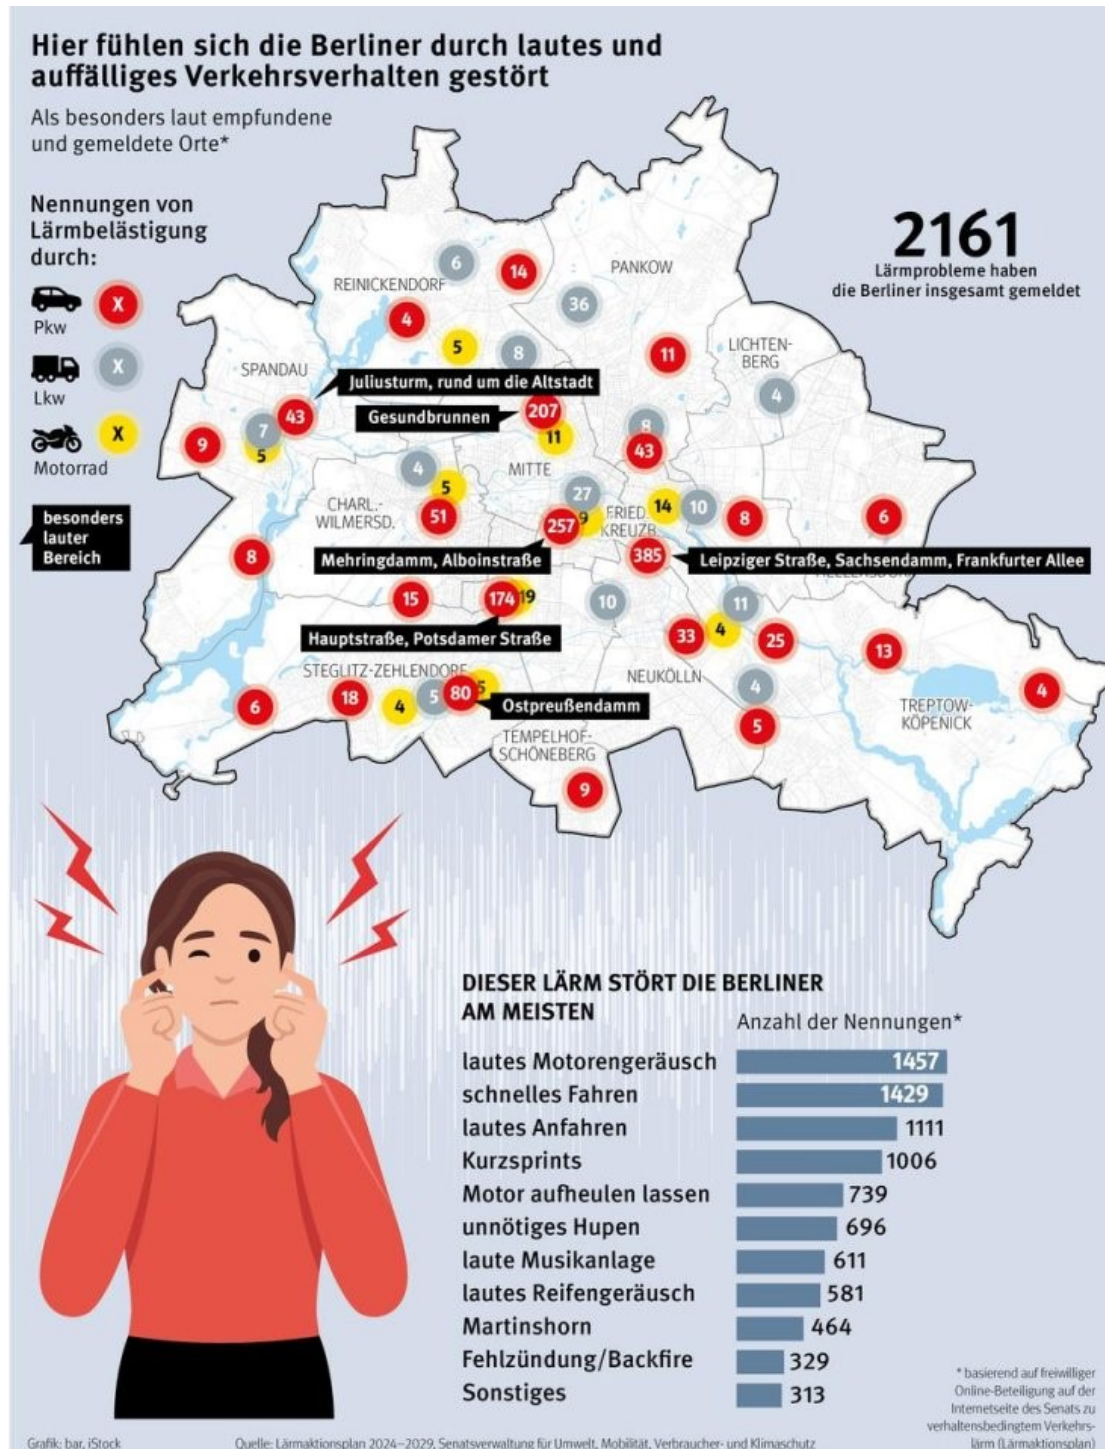 Hier fühlen sich die Berliner durch lautes und
auffälliges Verkehrsverhalten gestört
Als besonders laut empfundene
und gemeldete Orte*
Nennungen von
Lärmbelästigung
durch:
X
Pkw
X
Lkw
X
Motorrad
besonders
lauter
Bereich
2161
Lärmprobleme haben
die Berliner insgesamt gemeldet
6
14
PANKOW
REINICKENDORF
36
4
5
8
11
LICHTEN-
BERG
SPANDAU
Juliusturm, rund um die Altstadt
4
43
Gesundbrunnen
207
7
8
9
5
11
43
4
MITTE
5
27
14
10
CHARL.-
WILMERSD.
51
257
9
FRIED.
KREUZB.
8
6
8
Mehringdamm, Alboinstraße
385
Leipziger Straße, Sachsendamm, Frankfurter Allee
15
174
19
10
11
Hauptstraße, Potsdamer Straße
33
4
25
13
STEGLITZ-ZEHLENDORF
NEUKÖLLN
4
4
6
18
4
5
80
5
Ostpreußendamm
TREPTOW-
KÖPENICK
5
TEMPELHOF-
SCHÖNEBERG
9
DIESER LÄRM STÖRT DIE BERLINER
AM MEISTEN
Anzahl der Nennungen*
lautes Motorengeräusch 1457
schnelles Fahren 1429
lautes Anfahren 1111
Kurzsprints 1006
Motor aufheulen lassen 739
unnötiges Hupen 696
laute Musikanlage 611
lautes Reifengeräusch 581
Martinshorn 464
Fehlzündung/Backfire 329
Sonstiges 313
* basierend auf freiwilliger
Online-Beteiligung auf der
Internetseite des Senats zu
verhaltensbedingtem Verkehrs-
lärm (Lärmaktionsplan)
Grafik: bar, iStock
Quelle: Lärmaktionsplan 2024–2029, Senatsverwaltung für Umwelt, Mobilität, Verbraucher- und Klimaschutz